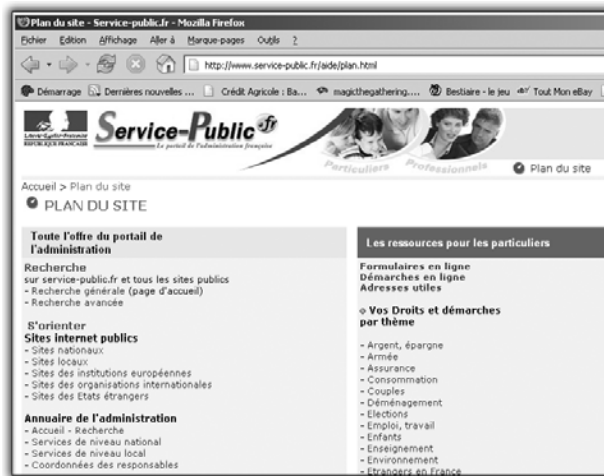 Plan du site - Service-public.fr - Mozilla Firefox
Fichier Edition Affichage Aller à Marque-pages Outils ?
http://www.service-public.fr/aide/plan.html
Démarrage Dernières nouvelles ... Crédit Agricole : Ba... magicthegathering.... Bestiaire - le jeu Tout Mon eBay
Liberté • Égalité • Fraternité
RÉPUBLIQUE FRANÇAISE
Service-Public.fr
Le portail de l'administration française
Particuliers Professionnels
Plan du site
Accueil > Plan du site
PLAN DU SITE
Toute l'offre du portail de
l'administration
Recherche
sur service-public.fr et tous les sites publics
- Recherche générale (page d'accueil)
- Recherche avancée
S'orienter
Sites internet publics
- Sites nationaux
- Sites locaux
- Sites des institutions européennes
- Sites des organisations internationales
- Sites des Etats étrangers
Annuaire de l'administration
- Accueil - Recherche
- Services de niveau national
- Services de niveau local
- Coordonnées des responsables
Les ressources pour les particuliers
Formulaires en ligne
Démarches en ligne
Adresses utiles
Vos Droits et démarches
par thème
- Argent, épargne
- Armée
- Assurance
- Consommation
- Couples
- Déménagement
- Elections
- Emploi, travail
- Enfants
- Enseignement
- Environnement
- Etrangers en France